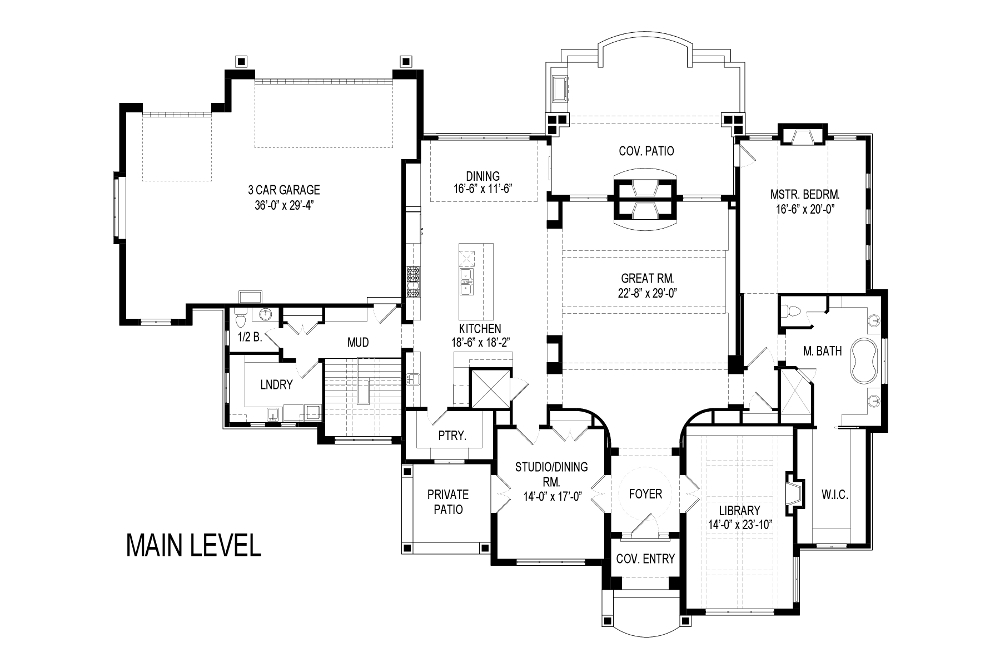 COV. PATIO
DINING
16'-6" x 11'-6"
3 CAR GARAGE
36'-0" x 29'-4"
MSTR. BEDRM.
16'-6" x 20'-0"
GREAT RM.
22'-8" x 29'-0"
1/2 B.
MUD
KITCHEN
18'-6" x 18'-2"
M. BATH
LNDRY
PTRY.
STUDIO/DINING
RM.
14'-0" x 17'-0"
PRIVATE
PATIO
FOYER
W.I.C.
LIBRARY
14'-0" x 23'-10"
MAIN LEVEL
COV. ENTRY